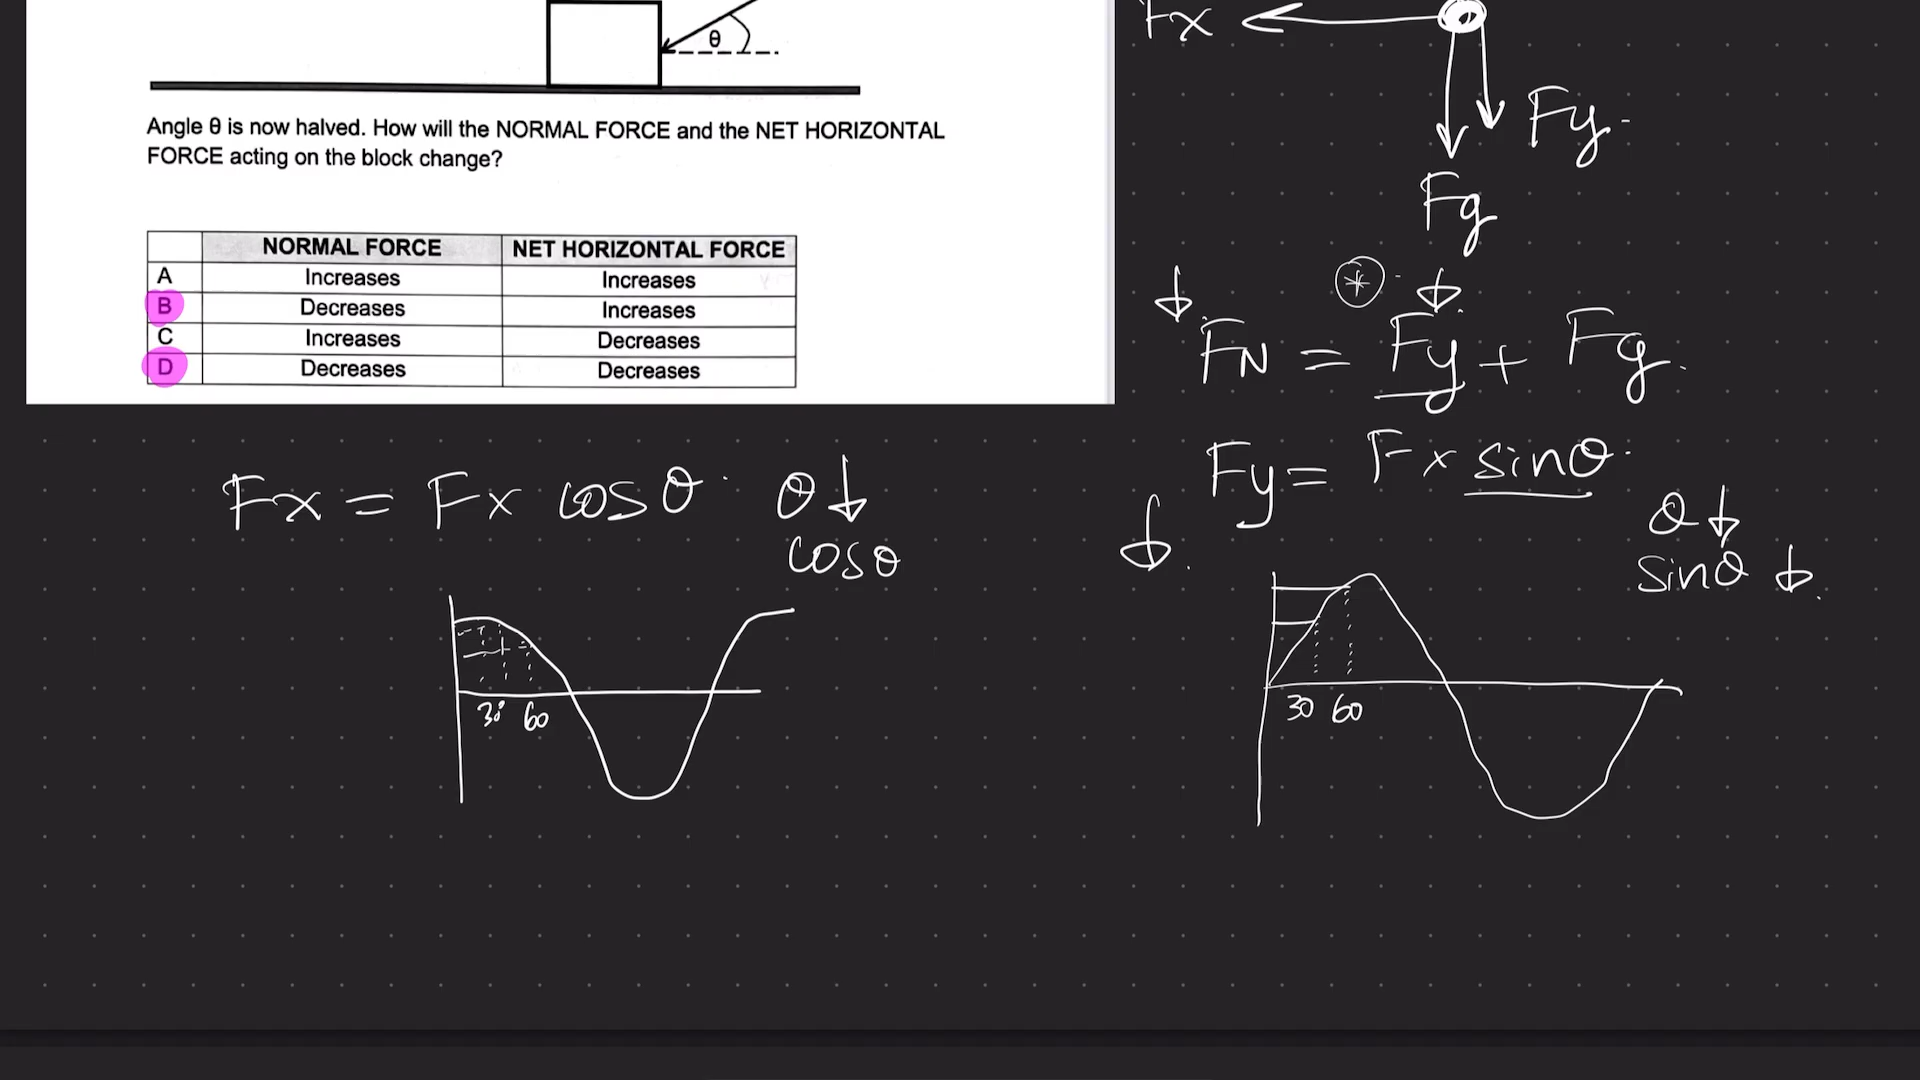 θ
Angle θ is now halved. How will the NORMAL FORCE and the NET HORIZONTAL
FORCE acting on the block change?
NORMAL FORCE NET HORIZONTAL FORCE
A Increases Increases
B Decreases Increases
C Increases Decreases
D Decreases Decreases
Fx
Fy
Fg
* ↓
↓ FN = Fy + Fg
Fy = F x sinθ
↓
θ ↓
sinθ ↓
30 60
Fx = F x cosθ θ ↓
cosθ
30 60